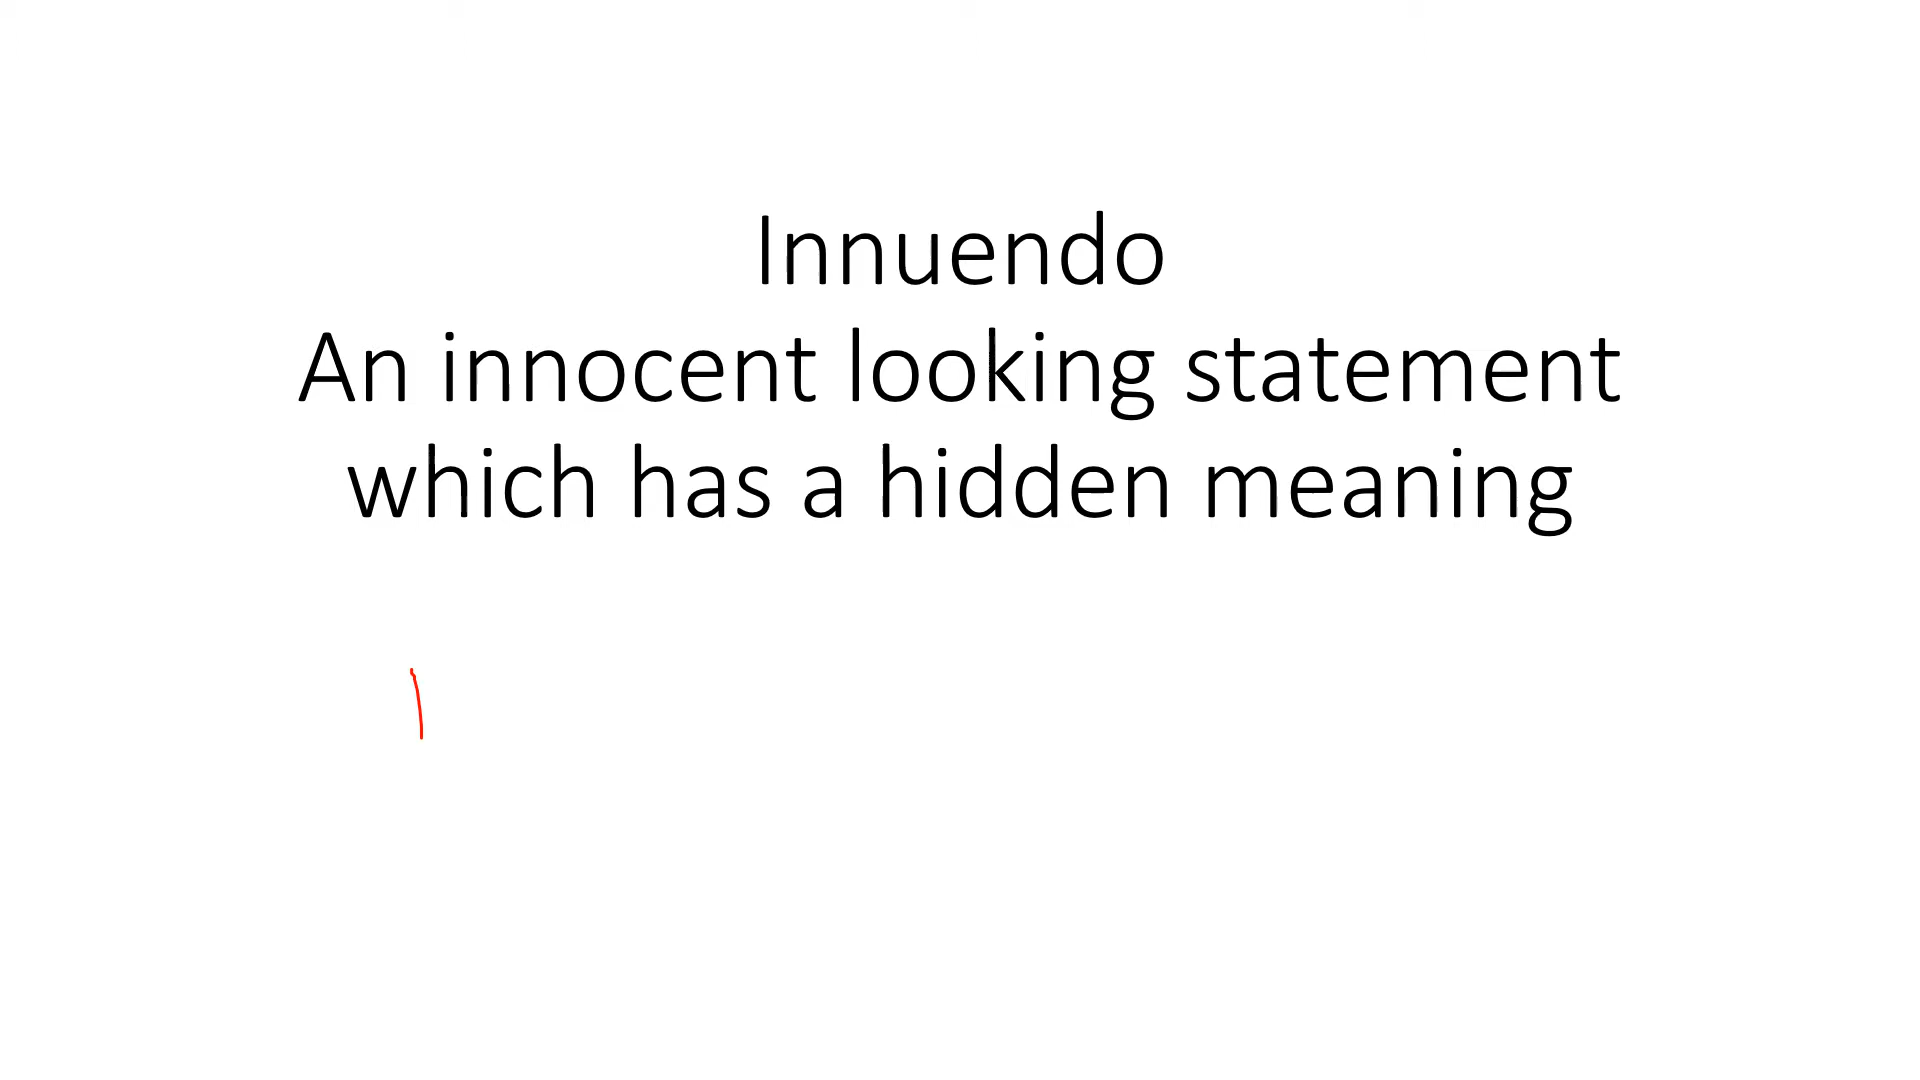 Innuendo
An innocent looking statement
which has a hidden meaning